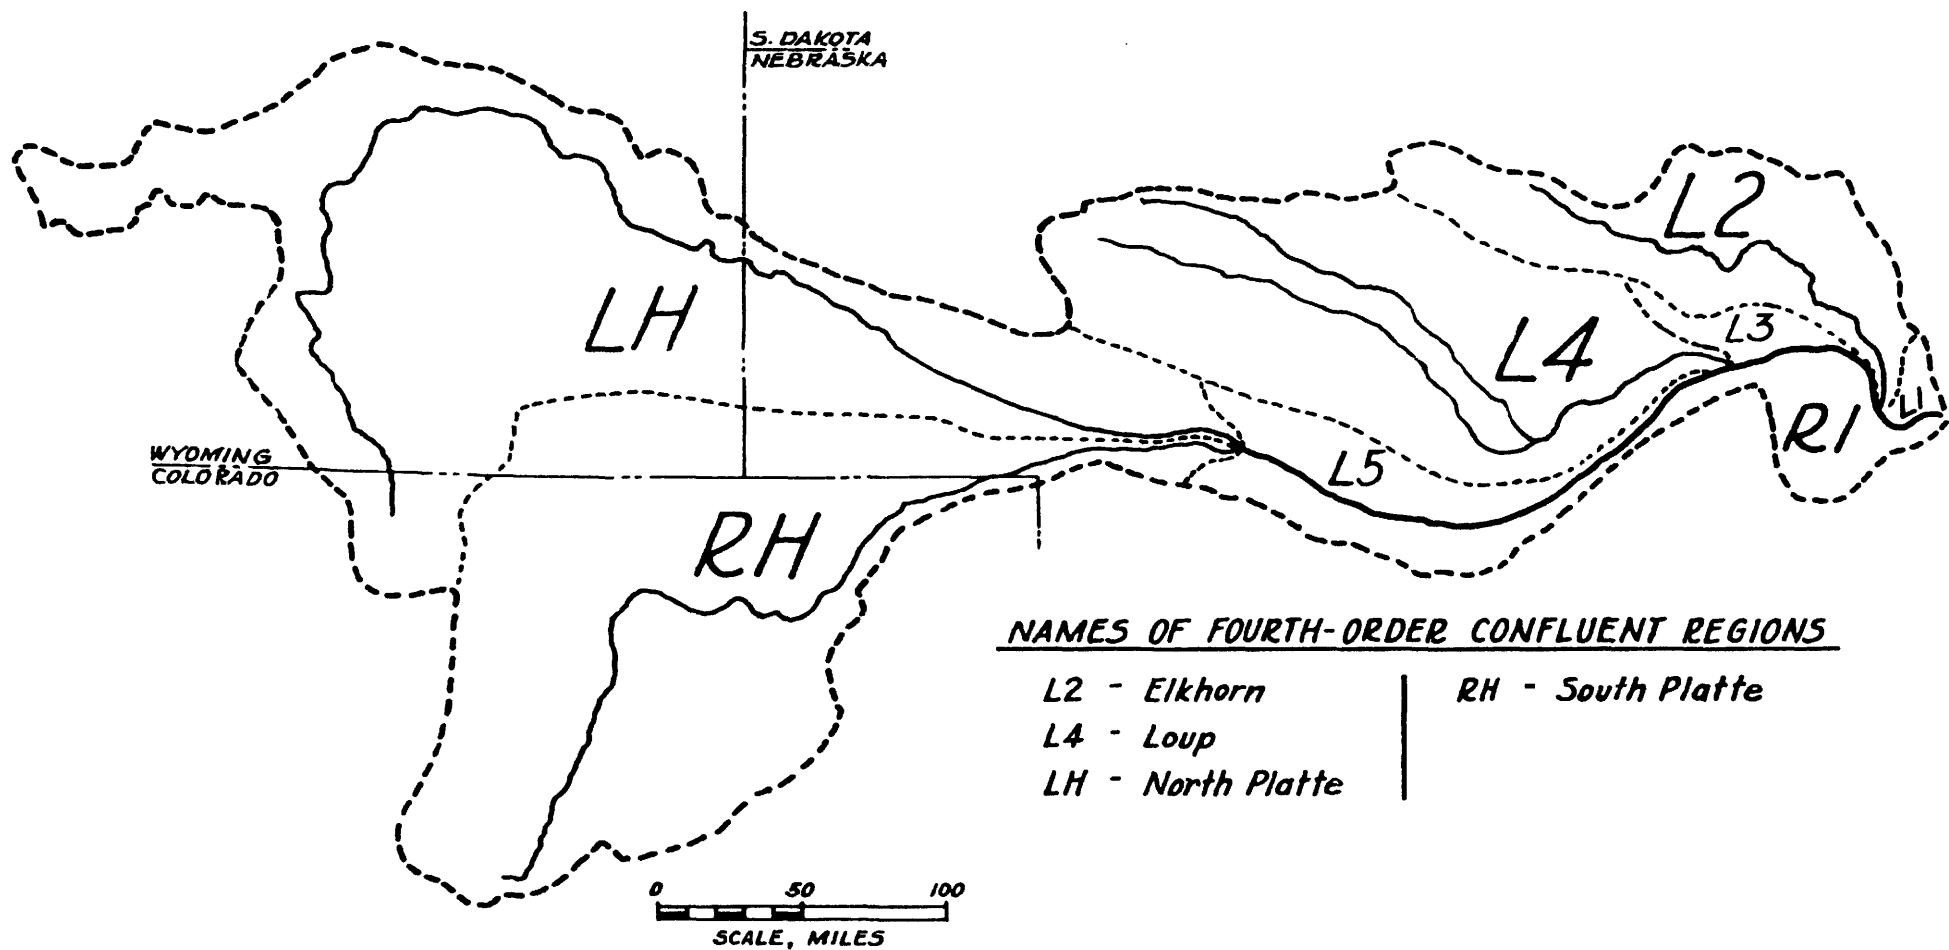 S. DAKOTA
NEBRASKA
L2
LH
L3
L4
L1
R1
WYOMING
COLORADO
L5
RH
NAMES OF FOURTH-ORDER CONFLUENT REGIONS
L2 - Elkhorn
RH - South Platte
L4 - Loup
LH - North Platte
0 50 100
SCALE, MILES